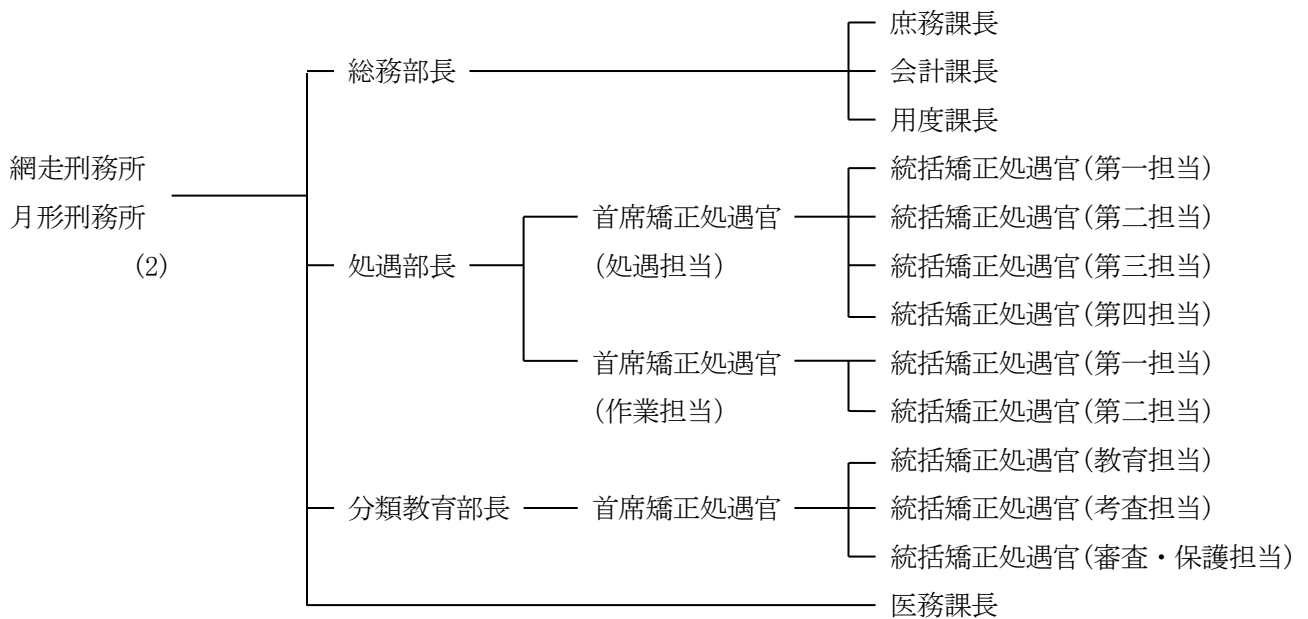 庶務課長
総務部長
会計課長
用度課長
網走刑務所
月形刑務所
(2)
処遇部長
首席矯正処遇官
(処遇担当)
統括矯正処遇官(第一担当)
統括矯正処遇官(第二担当)
統括矯正処遇官(第三担当)
統括矯正処遇官(第四担当)
首席矯正処遇官
(作業担当)
統括矯正処遇官(第一担当)
統括矯正処遇官(第二担当)
分類教育部長
首席矯正処遇官
統括矯正処遇官(教育担当)
統括矯正処遇官(考査担当)
統括矯正処遇官(審査・保護担当)
医務課長